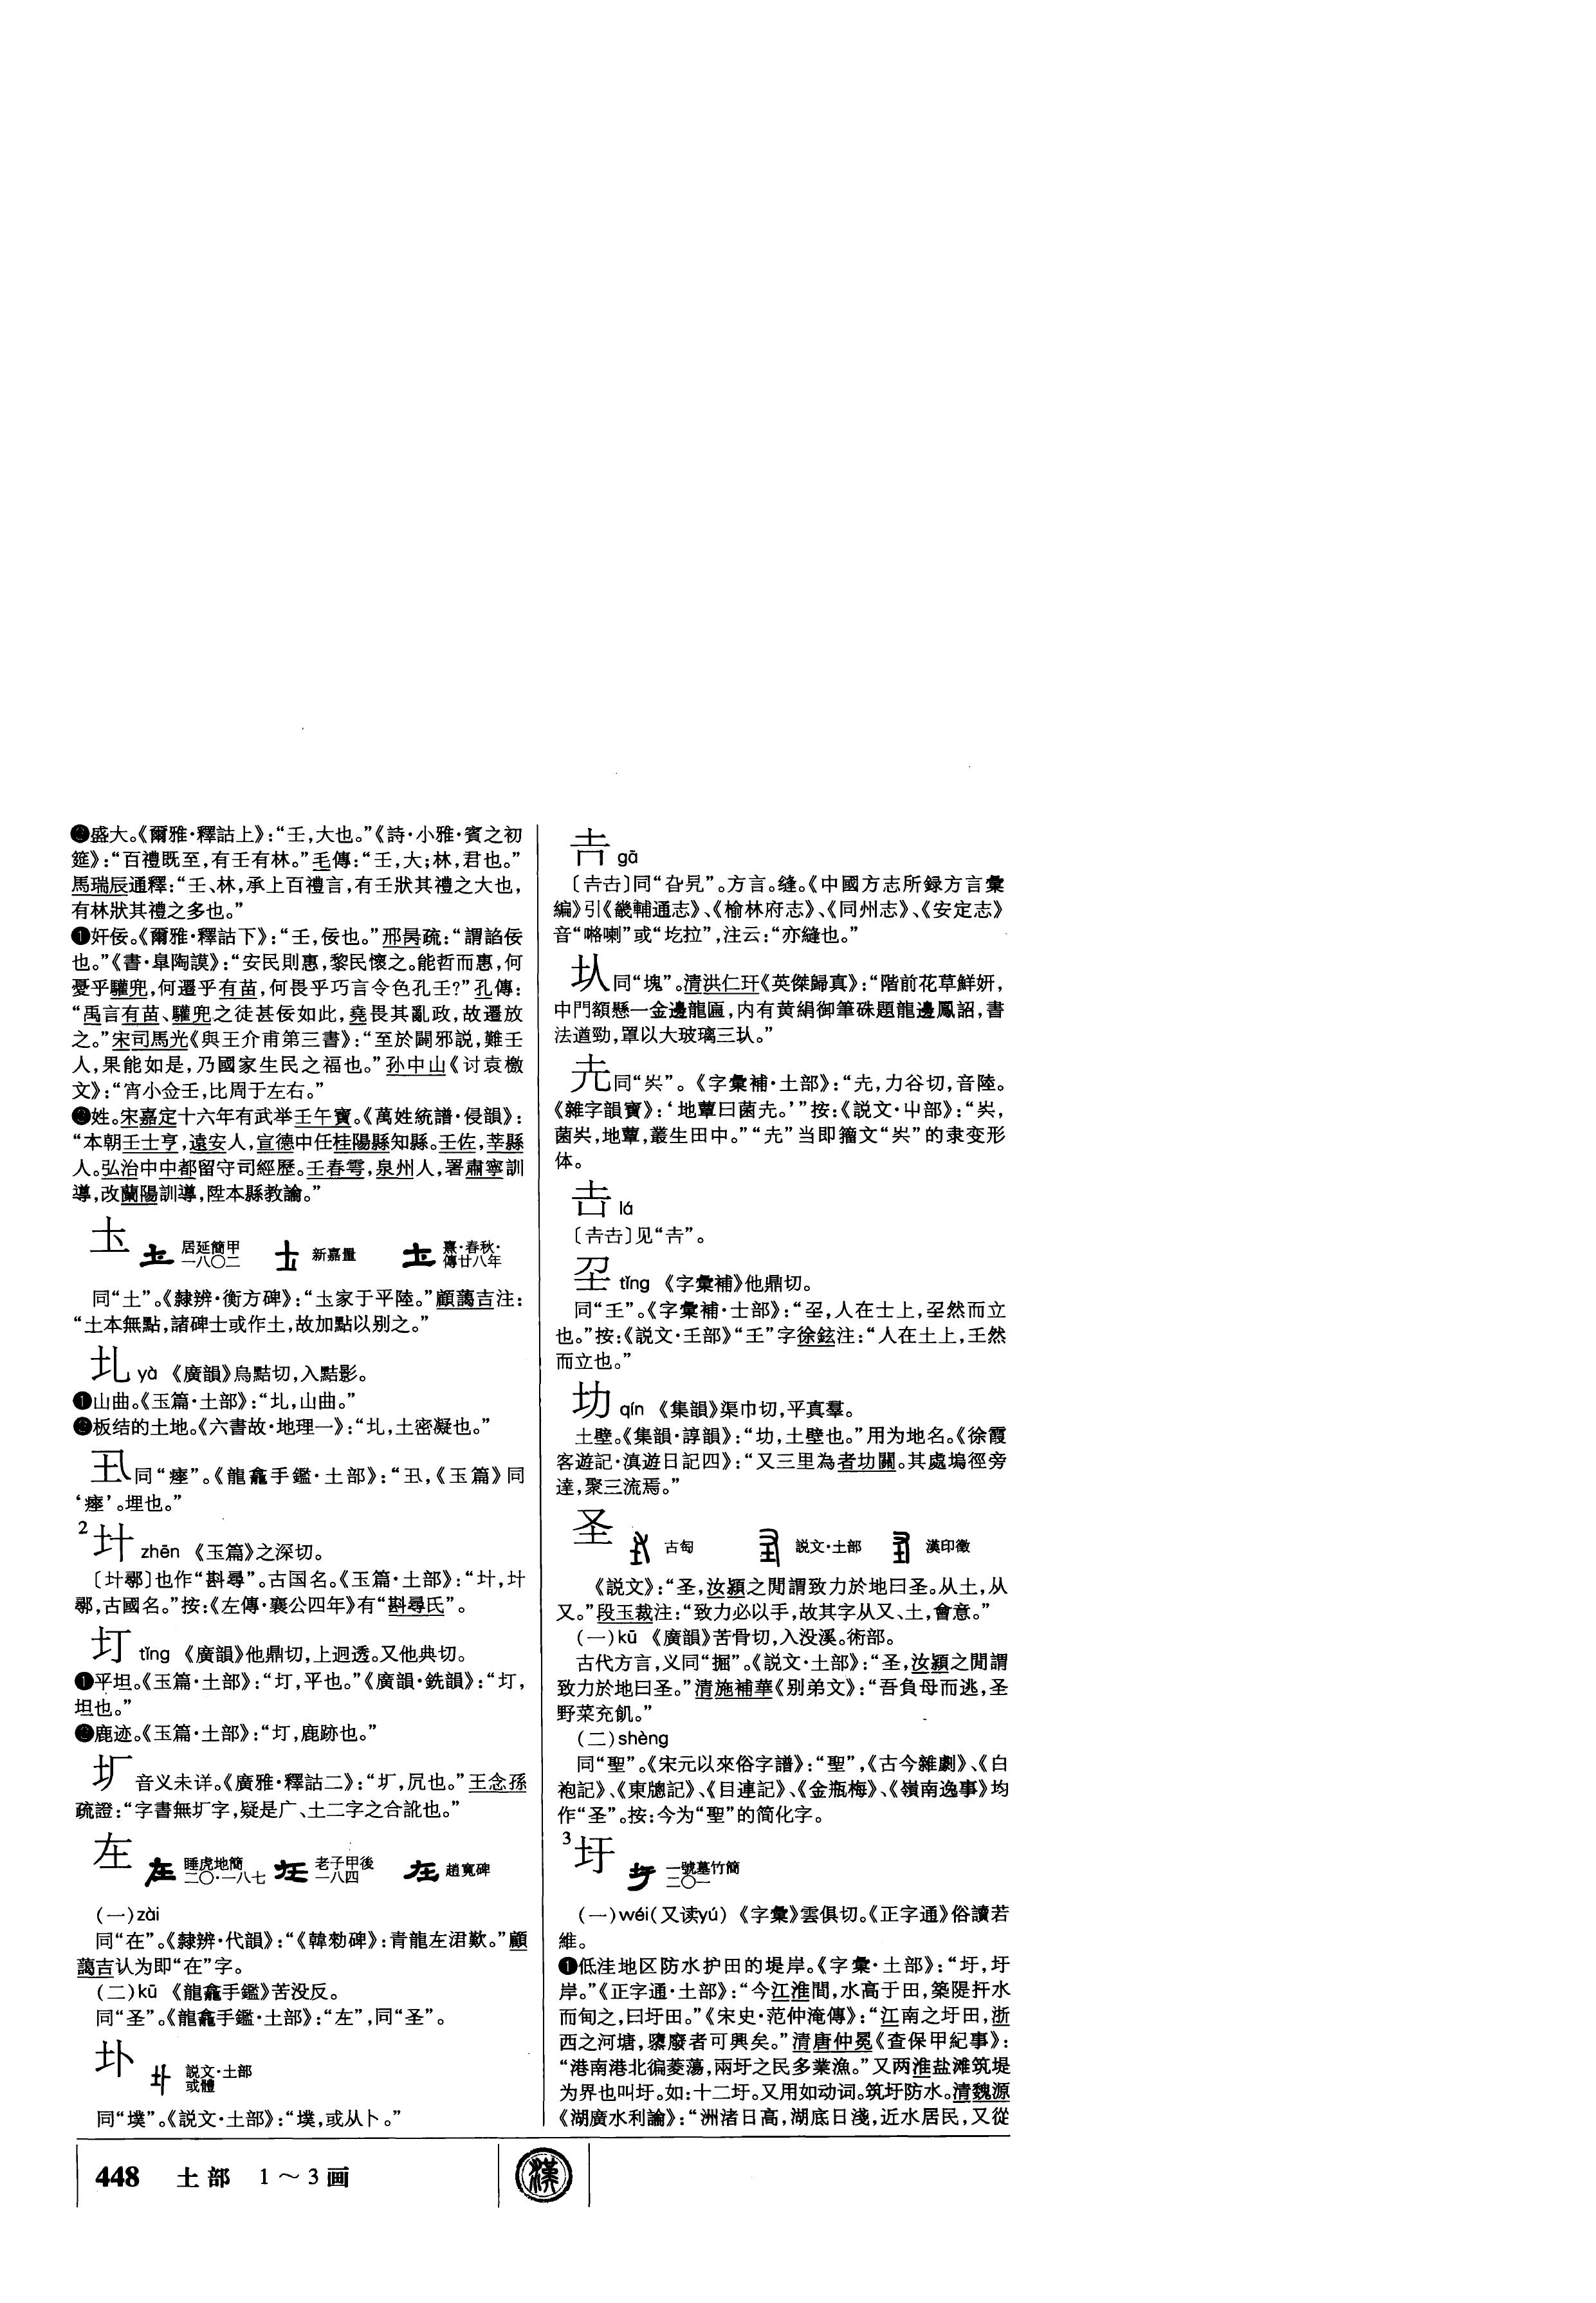 盛大。《爾雅·釋詁上》：“壬，大也。”《詩·小雅·賓之初
筵》：“百禮既至，有壬有林。”毛傳：“壬，大；林，君也。”
馬瑞辰通釋：“壬、林，承上百禮言，有壬狀其禮之大也，
有林狀其禮之多也。”
奸佞。《爾雅·釋詁下》：“壬，佞也。”邢昺疏：“謂諂佞
也。”《書·皋陶謨》：“安民則惠，黎民懷之。能哲而惠，何
憂乎驩兜，何遷乎有苗，何畏乎巧言令色孔壬?”孔傳：
“禹言有苗、驩兜之徒甚佞如此，堯畏其亂政，故遷放
之。”宋司馬光《與王介甫第三書》：“至於闢邪説，難壬
人，果能如是，乃國家生民之福也。”孙中山《讨袁檄
文》：“宵小僉壬，比周于左右。”
姓。宋嘉定十六年有武举壬午寶。《萬姓統譜·侵韻》：
“本朝壬士亨，遠安人，宣德中任桂陽縣知縣。壬佐，莘縣
人。弘治中中都留守司經歷。壬春雩，泉州人，署肅寧訓
導，改蘭陽訓導，陞本縣教諭。”
圡 居延簡甲一八〇二 新嘉量 熹·春秋·傳廿八年
同“土”。《隸辨·衡方碑》：“圡家于平陸。”顧藹吉注：
“土本無點，諸碑士或作土，故加點以别之。”
圠 yà 《廣韻》烏黠切，入黠影。
❶山曲。《玉篇·土部》：“圠，山曲。”
❷板结的土地。《六書故·地理一》：“圠，土密凝也。”
同“瘞”。《龍龕手鑑·土部》：“，《玉篇》同
‘瘞’。埋也。”
2 圤 zhēn 《玉篇》之深切。
〔鄩〕也作“斟尋”。古国名。《玉篇·土部》：“，
鄩，古國名。”按：《左傳·襄公四年》有“斟尋氏”。
圢 tǐng 《廣韻》他鼎切，上迥透。又他典切。
❶平坦。《玉篇·土部》：“圢，平也。”《廣韻·銑韻》：“圢，
坦也。”
❷鹿迹。《玉篇·土部》：“圢，鹿跡也。”
音义未详。《廣雅·釋詁二》：“，凥也。”王念孫
疏證：“字書無字，疑是广、土二字之合訛也。”
睡虎地簡二〇·一八七 老子甲後一八四 趙寬碑
(一)zài
同“在”。《隸辨·代韻》：“《韓勑碑》：青龍左涒歎。”顧
藹吉认为即“在”字。
(二)kū 《龍龕手鑑》苦没反。
同“圣”。《龍龕手鑑·土部》：“左”，同“圣”。
圤 説文·土部或體
同“墣”。《説文·土部》：“墣，或从卜。”
gā
〔〕同“旮旯”。方言。缝。《中國方志所録方言彙
編》引《畿輔通志》、《榆林府志》、《同州志》、《安定志》
音“喀喇”或“圪拉”，注云：“亦縫也。”
圦同“塊”。清洪仁玕《英傑歸真》：“階前花草鮮妍，
中門額懸一金邊龍匾，内有黄絹御筆硃題龍邊鳳詔，書
法遒勁，罩以大玻璃三圦。”
圥同“𡴆”。《字彙補·土部》：“圥，力谷切，音陸。
《雜字韻寶》：‘地蕈曰菌圥。’”按：《説文·屮部》：“𡴆，
菌𡴆，地蕈，叢生田中。”“圥”当即籀文“𡴆”的隶变形
体。
lá
〔〕见“”。
tǐng 《字彙補》他鼎切。
同“𡈼”。《字彙補·士部》：“，人在士上，然而立
也。”按：《説文·𡈼部》“𡈼”字徐鉉注：“人在土上，𡈼然
而立也。”
qín 《集韻》渠巾切，平真羣。
土壁。《集韻·諄韻》：“，土壁也。”用为地名。《徐霞
客遊記·滇遊日記四》：“又三里為者關。其處塢徑旁
達，聚三流焉。”
圣 古匋 説文·土部 漢印徵
《説文》：“圣，汝潁之閒謂致力於地曰圣。从土，从
又。”段玉裁注：“致力必以手，故其字从又、土，會意。”
(一)kū 《廣韻》苦骨切，入没溪。術部。
古代方言，义同“掘”。《説文·土部》：“圣，汝潁之閒謂
致力於地曰圣。”清施補華《别弟文》：“吾負母而逃，圣
野菜充飢。”
(二)shèng
同“聖”。《宋元以來俗字譜》：“聖”，《古今雜劇》、《白
袍記》、《東牕記》、《目連記》、《金瓶梅》、《嶺南逸事》均
作“圣”。按：今为“聖”的简化字。
3 圩 一號墓竹簡二〇一
(一)wéi(又读yú) 《字彙》雲俱切。《正字通》俗讀若
維。
❶低洼地区防水护田的堤岸。《字彙·土部》：“圩，圩
岸。”《正字通·土部》：“今江淮間，水高于田，築隄扞水
而甸之，曰圩田。”《宋史·范仲淹傳》：“江南之圩田，浙
西之河塘，隳廢者可興矣。”清唐仲冕《查保甲紀事》：
“港南港北徧菱蕩，兩圩之民多業漁。”又两淮盐滩筑堤
为界也叫圩。如：十二圩。又用如动词。筑圩防水。清魏源
《湖廣水利論》：“洲渚日高，湖底日淺，近水居民，又從
448 土部 1～3画
漢